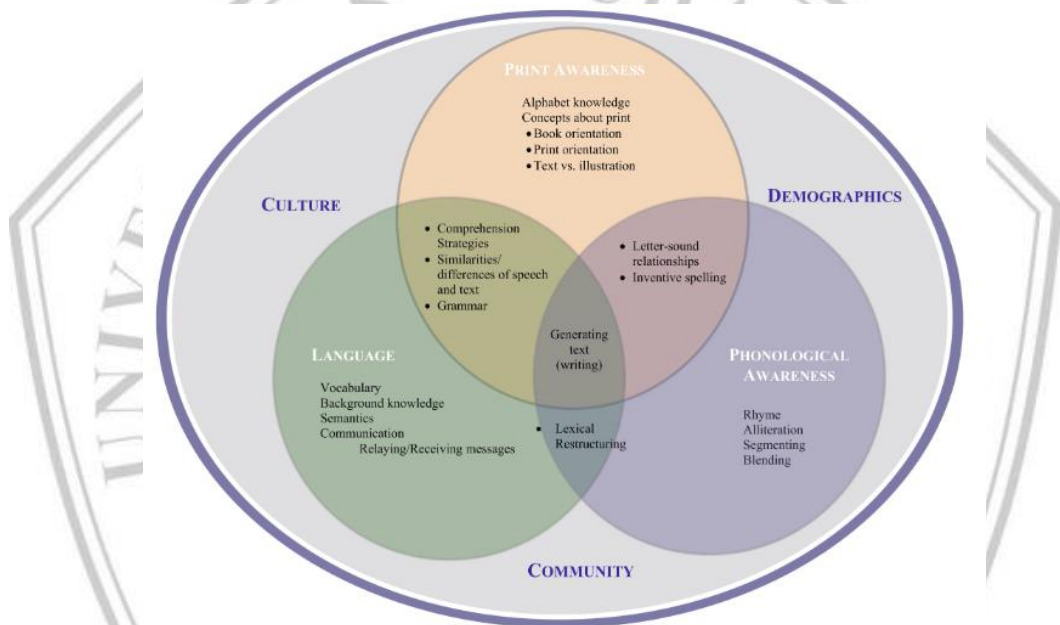 PRINT AWARENESS
Alphabet knowledge
Concepts about print
• Book orientation
• Print orientation
• Text vs. illustration
CULTURE
DEMOGRAPHICS
• Comprehension
Strategies
• Similarities/
differences of speech
and text
• Grammar
• Letter-sound
relationships
• Inventive spelling
Generating
text
(writing)
LANGUAGE
Vocabulary
Background knowledge
Semantics
Communication
Relaying/Receiving messages
PHONOLOGICAL
AWARENESS
Rhyme
Alliteration
Segmenting
Blending
• Lexical
Restructuring
COMMUNITY